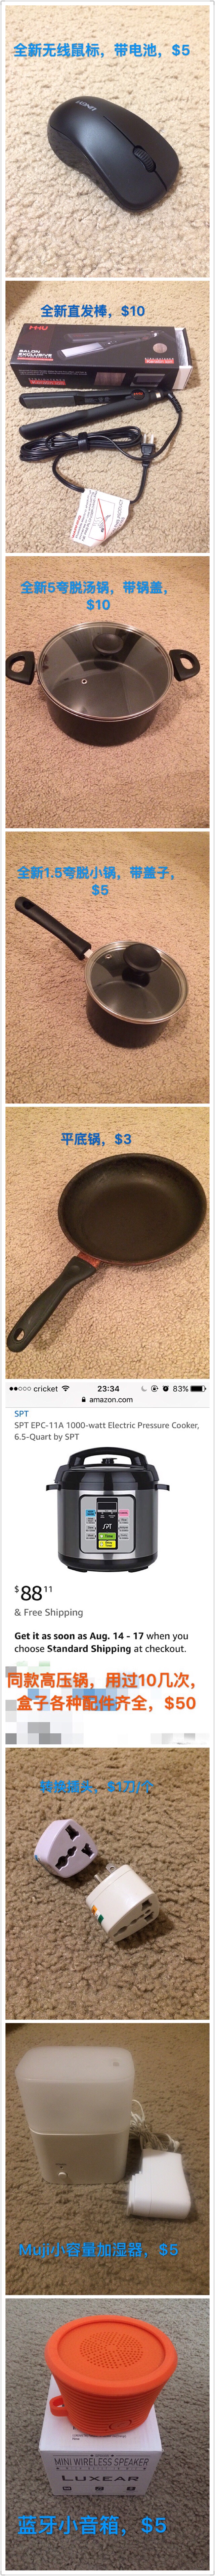 全新无线鼠标，带电池，$5
全新直发棒，$10
SALON
EXCLUSIVE
全新5夸脱汤锅，带锅盖，
$10
全新1.5夸脱小锅，带盖子，
$5
平底锅，$3
cricket 23:34 83%
amazon.com
SPT
SPT EPC-11A 1000-watt Electric Pressure Cooker,
6.5-Quart by SPT
$88 11
& Free Shipping
Get it as soon as Aug. 14 - 17 when you
choose Standard Shipping at checkout.
同款高压锅，用过10几次，
盒子各种配件齐全，$50
转换插头，$1刀/个
Muji小容量加湿器，$5
MINI WIRELESS SPEAKER
LUXEAR
蓝牙小音箱，$5